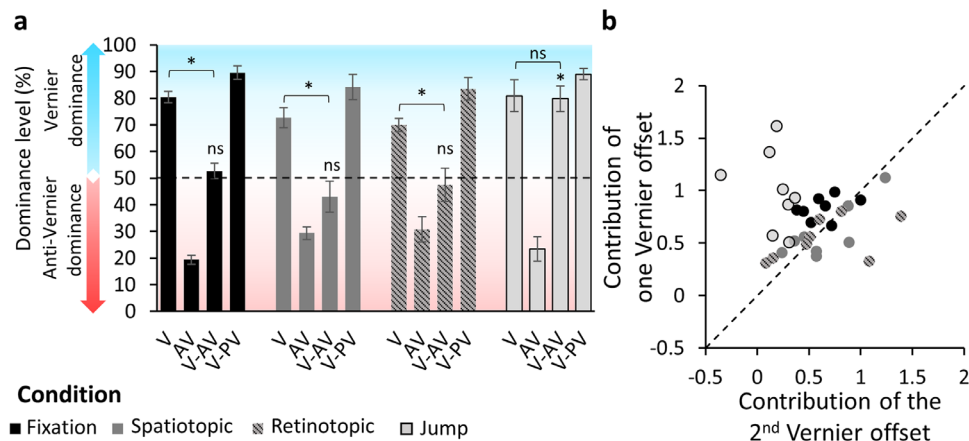 a
Dominance level (%)
Vernier
dominance
Anti-Vernier
dominance
100
90
80
70
60
50
40
30
20
10
0
*
ns
*
ns
*
ns
ns
*
V
AV
V-AV
V-PV
V
AV
V-AV
V-PV
V
AV
V-AV
V-PV
V
AV
V-AV
V-PV
Condition
Fixation Spatiotopic Retinotopic Jump
b
Contribution of
one Vernier offset
2
1.5
1
0.5
0
-0.5
-0.5 0 0.5 1 1.5 2
Contribution of the
2nd Vernier offset